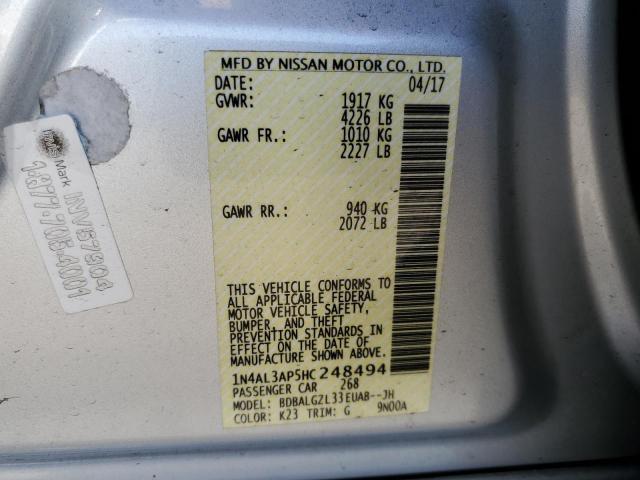 MFD BY NISSAN MOTOR CO., LTD.
DATE: 04/17
GVWR: 1917 KG
4226 LB
GAWR FR.: 1010 KG
2227 LB
GAWR RR.: 940 KG
2072 LB
THIS VEHICLE CONFORMS TO
ALL APPLICABLE FEDERAL
MOTOR VEHICLE SAFETY,
BUMPER, AND THEFT
PREVENTION STANDARDS IN
EFFECT ON THE DATE OF
MANUFACTURE SHOWN ABOVE.
1N4AL3AP5HC248494
PASSENGER CAR 268
MODEL: BDBALGZL33EUA8--JH
COLOR: K23 TRIM: G 9N00A
Mark
INV87904